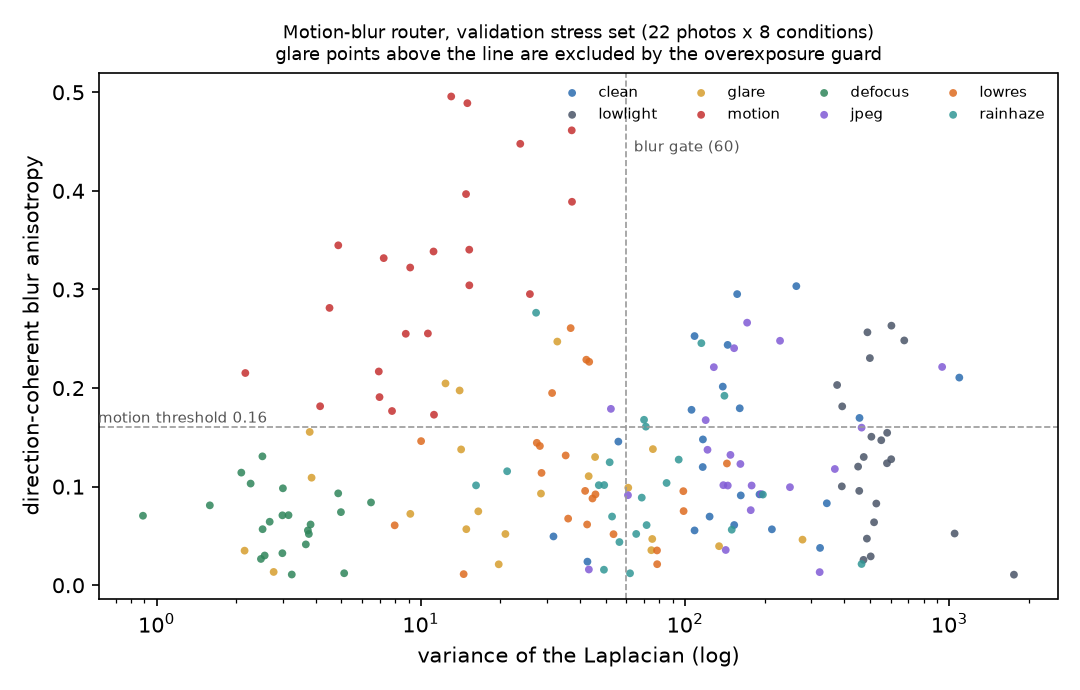 Motion-blur router, validation stress set (22 photos x 8 conditions)
glare points above the line are excluded by the overexposure guard
direction-coherent blur anisotropy
0.5
0.4
0.3
0.2
0.1
0.0
clean
glare
defocus
lowres
lowlight
motion
jpeg
rainhaze
blur gate (60)
motion threshold 0.16
10⁰
10¹
10²
10³
variance of the Laplacian (log)